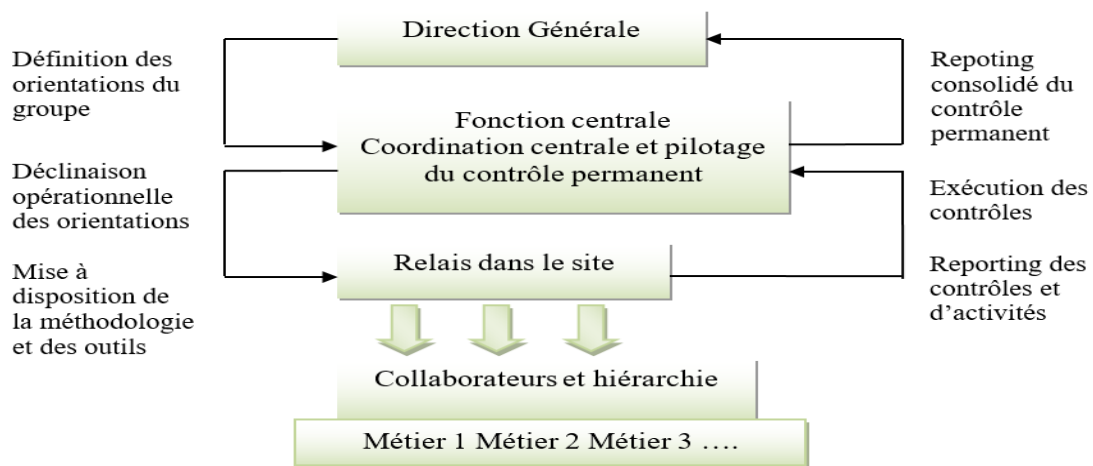 Direction Générale
Définition des
orientations du
groupe
Repoting
consolidé du
contrôle
permanent
Fonction centrale
Coordination centrale et pilotage
du contrôle permanent
Déclinaison
opérationnelle
des orientations
Exécution des
contrôles
Mise à
disposition de
la méthodologie
et des outils
Relais dans le site
Reporting des
contrôles et
d’activités
Collaborateurs et hiérarchie
Métier 1 Métier 2 Métier 3 ….